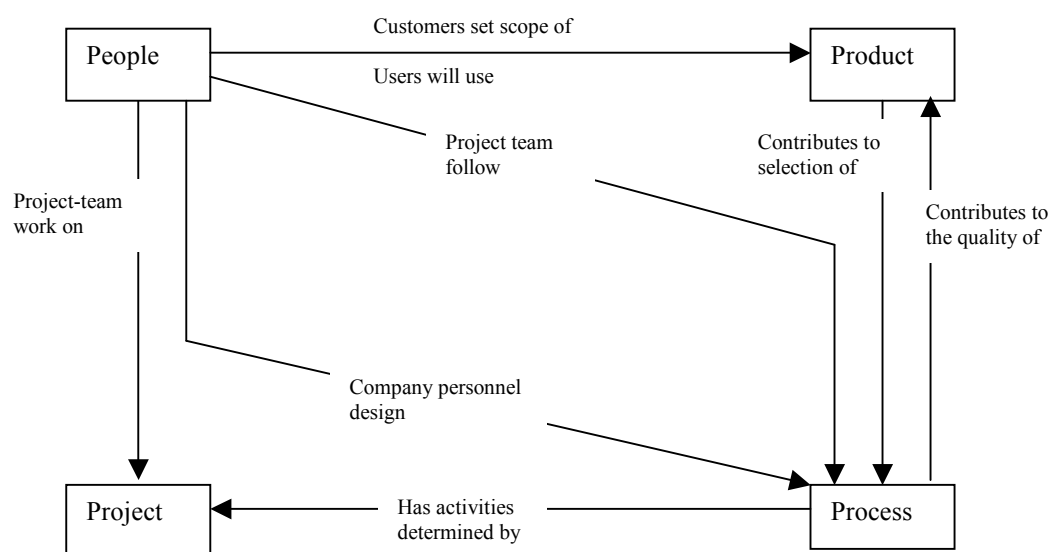 Customers set scope of
People
Product
Users will use
Project team
follow
Contributes to
selection of
Project-team
work on
Contributes to
the quality of
Company personnel
design
Project
Has activities
determined by
Process